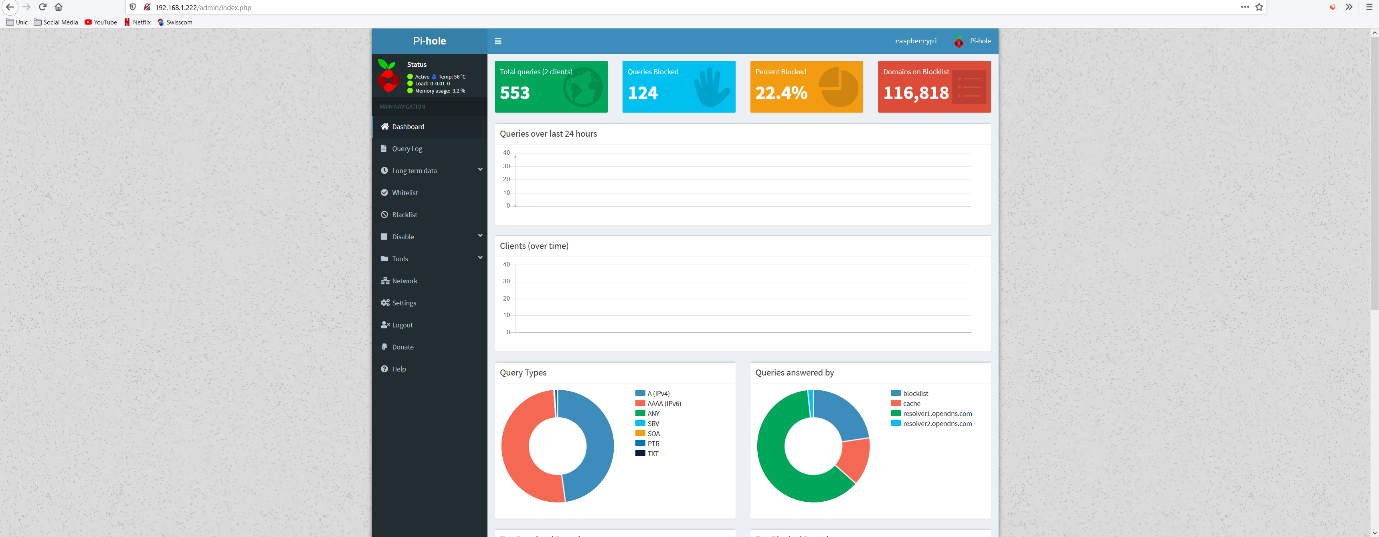 192.168.1.222/admin/index.php
Unic Social Media YouTube Netflix Swisscom
Pi-hole
raspberrypi Pi-hole
Status
Active Temp: 56 °C
Memory usage: 3.2 %
MAIN NAVIGATION
Dashboard
Query Log
Long term data
Whitelist
Blacklist
Disable
Tools
Network
Settings
Logout
Donate
Help
Total queries (2 clients)
553
Queries Blocked
124
Percent Blocked
22.4%
Domains on Blocklist
116,818
Queries over last 24 hours
40
30
20
10
0
Clients (over time)
40
30
20
10
0
Query Types
A (IPv4)
AAAA (IPv6)
ANY
SRV
SOA
PTR
TXT
Queries answered by
blocklist
cache
resolver1.opendns.com
resolver2.opendns.com